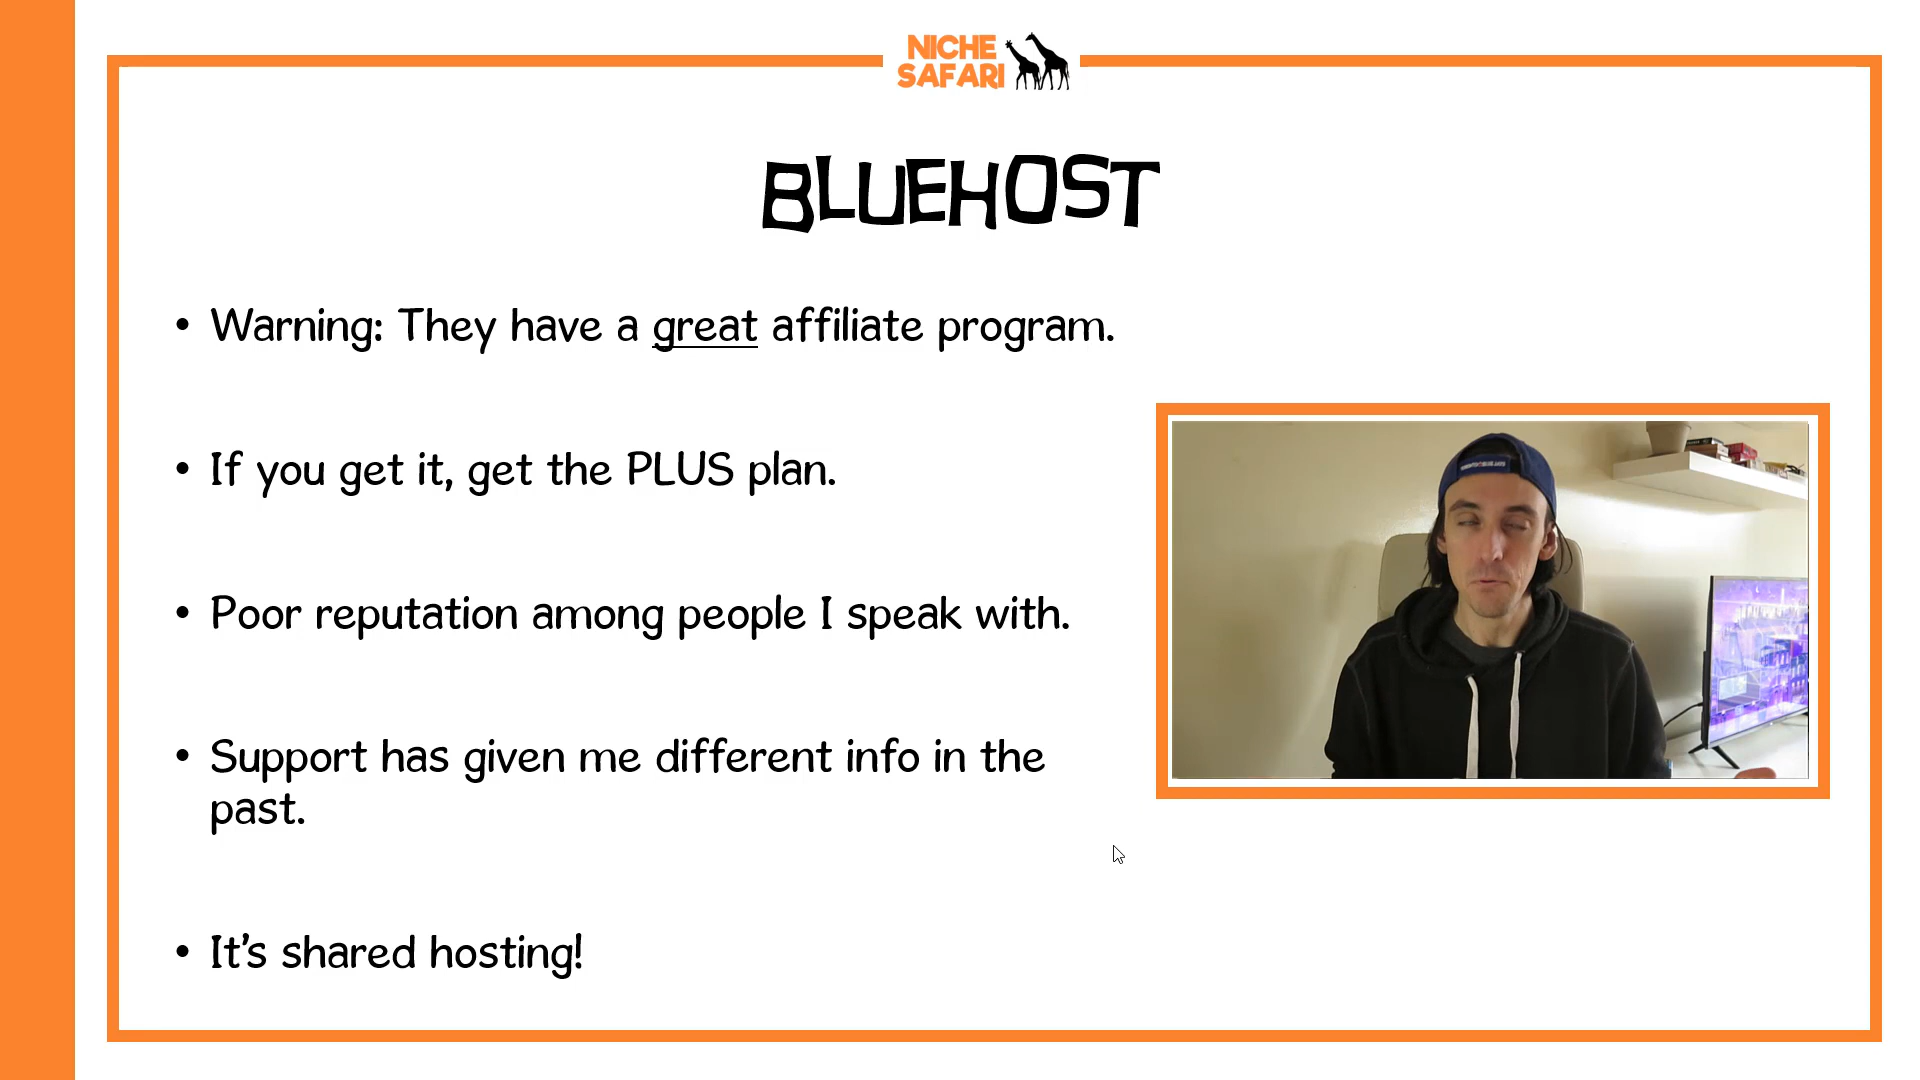 NICHE
SAFARI
BLUEHOST
• Warning: They have a great affiliate program.
• If you get it, get the PLUS plan.
• Poor reputation among people I speak with.
• Support has given me different info in the
past.
• It's shared hosting!